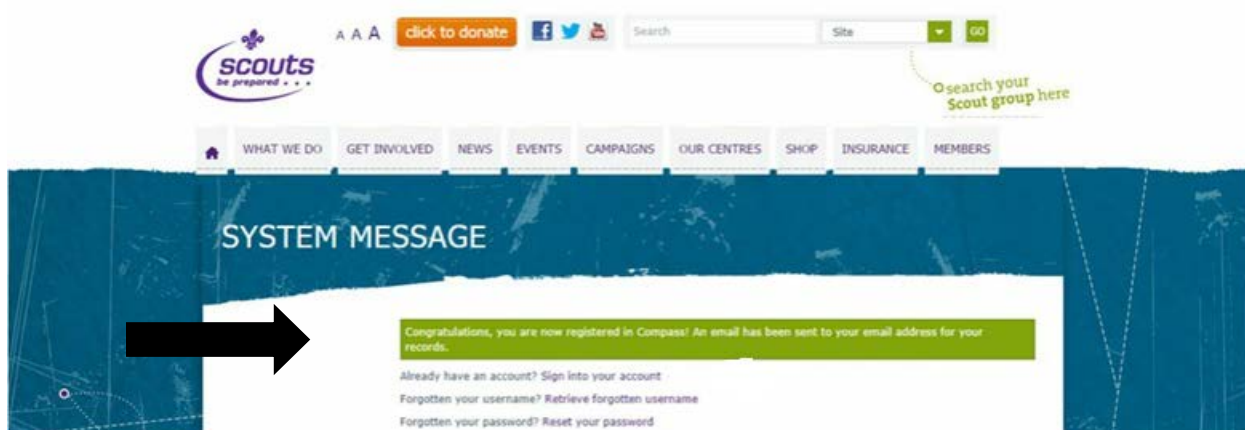 scouts
be prepared . . .
A A A
click to donate
Search
Site
GO
search your
Scout group here
WHAT WE DO GET INVOLVED NEWS EVENTS CAMPAIGNS OUR CENTRES SHOP INSURANCE MEMBERS
SYSTEM MESSAGE
Congratulations, you are now registered in Compass! An email has been sent to your email address for your
records.
Already have an account? Sign into your account
Forgotten your username? Retrieve forgotten username
Forgotten your password? Reset your password